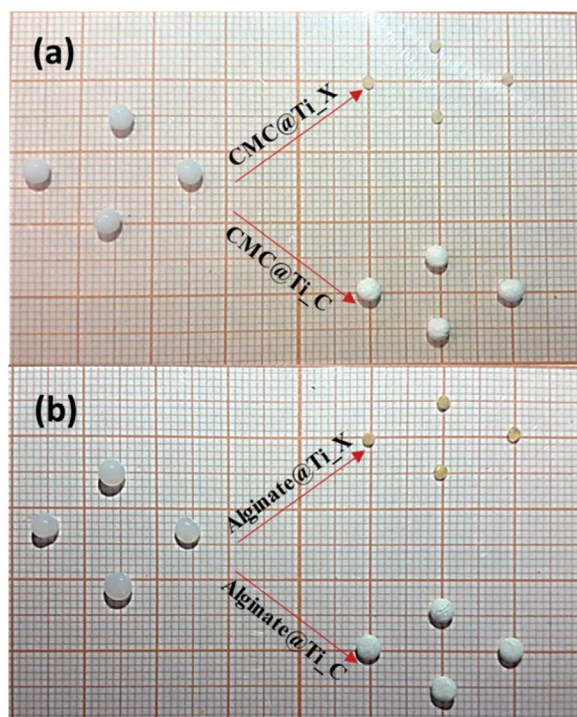 (a)
CMC@Ti_X
CMC@Ti_C
(b)
Alginate@Ti_X
Alginate@Ti_C